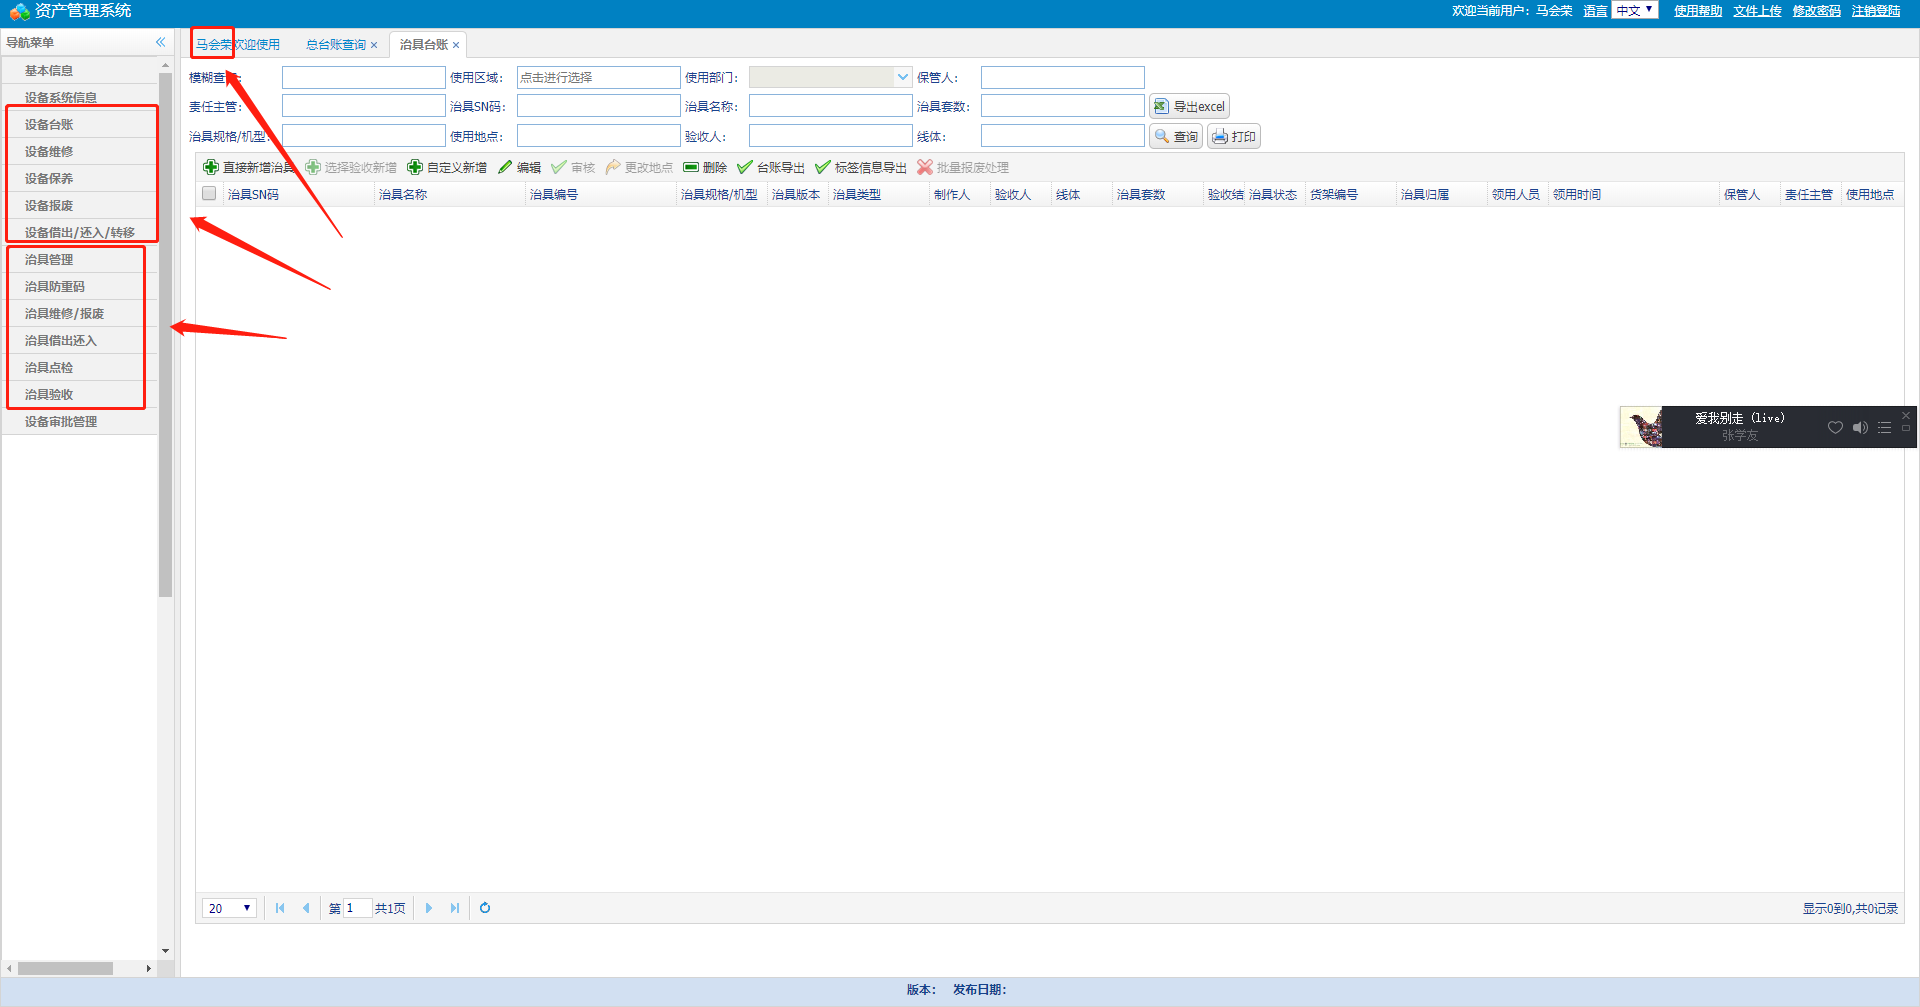 资产管理系统
欢迎当前用户：马会荣 语言 中文 使用帮助 文件上传 修改密码 注销登陆
导航菜单
基本信息
设备系统信息
设备台账
设备维修
设备保养
设备报废
设备借出/还入/转移
治具管理
治具防重码
治具维修/报废
治具借出还入
治具点检
治具验收
设备审批管理
马会荣欢迎使用 总台账查询 治具台账
模糊查 使用区域： 点击进行选择 使用部门： 保管人：
责任主管： 治具SN码： 治具名称： 治具套数： 导出excel
治具规格/机型： 使用地点： 验收人： 线体： 查询 打印
直接新增治具 选择验收新增 自定义新增 编辑 审核 更改地点 删除 台账导出 标签信息导出 批量报废处理
治具SN码 治具名称 治具编号 治具规格/机型 治具版本 治具类型 制作人 验收人 线体 治具套数 验收结 治具状态 货架编号 治具归属 领用人员 领用时间 保管人 责任主管 使用地点
爱我别走 (live)
张学友
20 第 1 共1页 显示0到0,共0记录
版本： 发布日期：